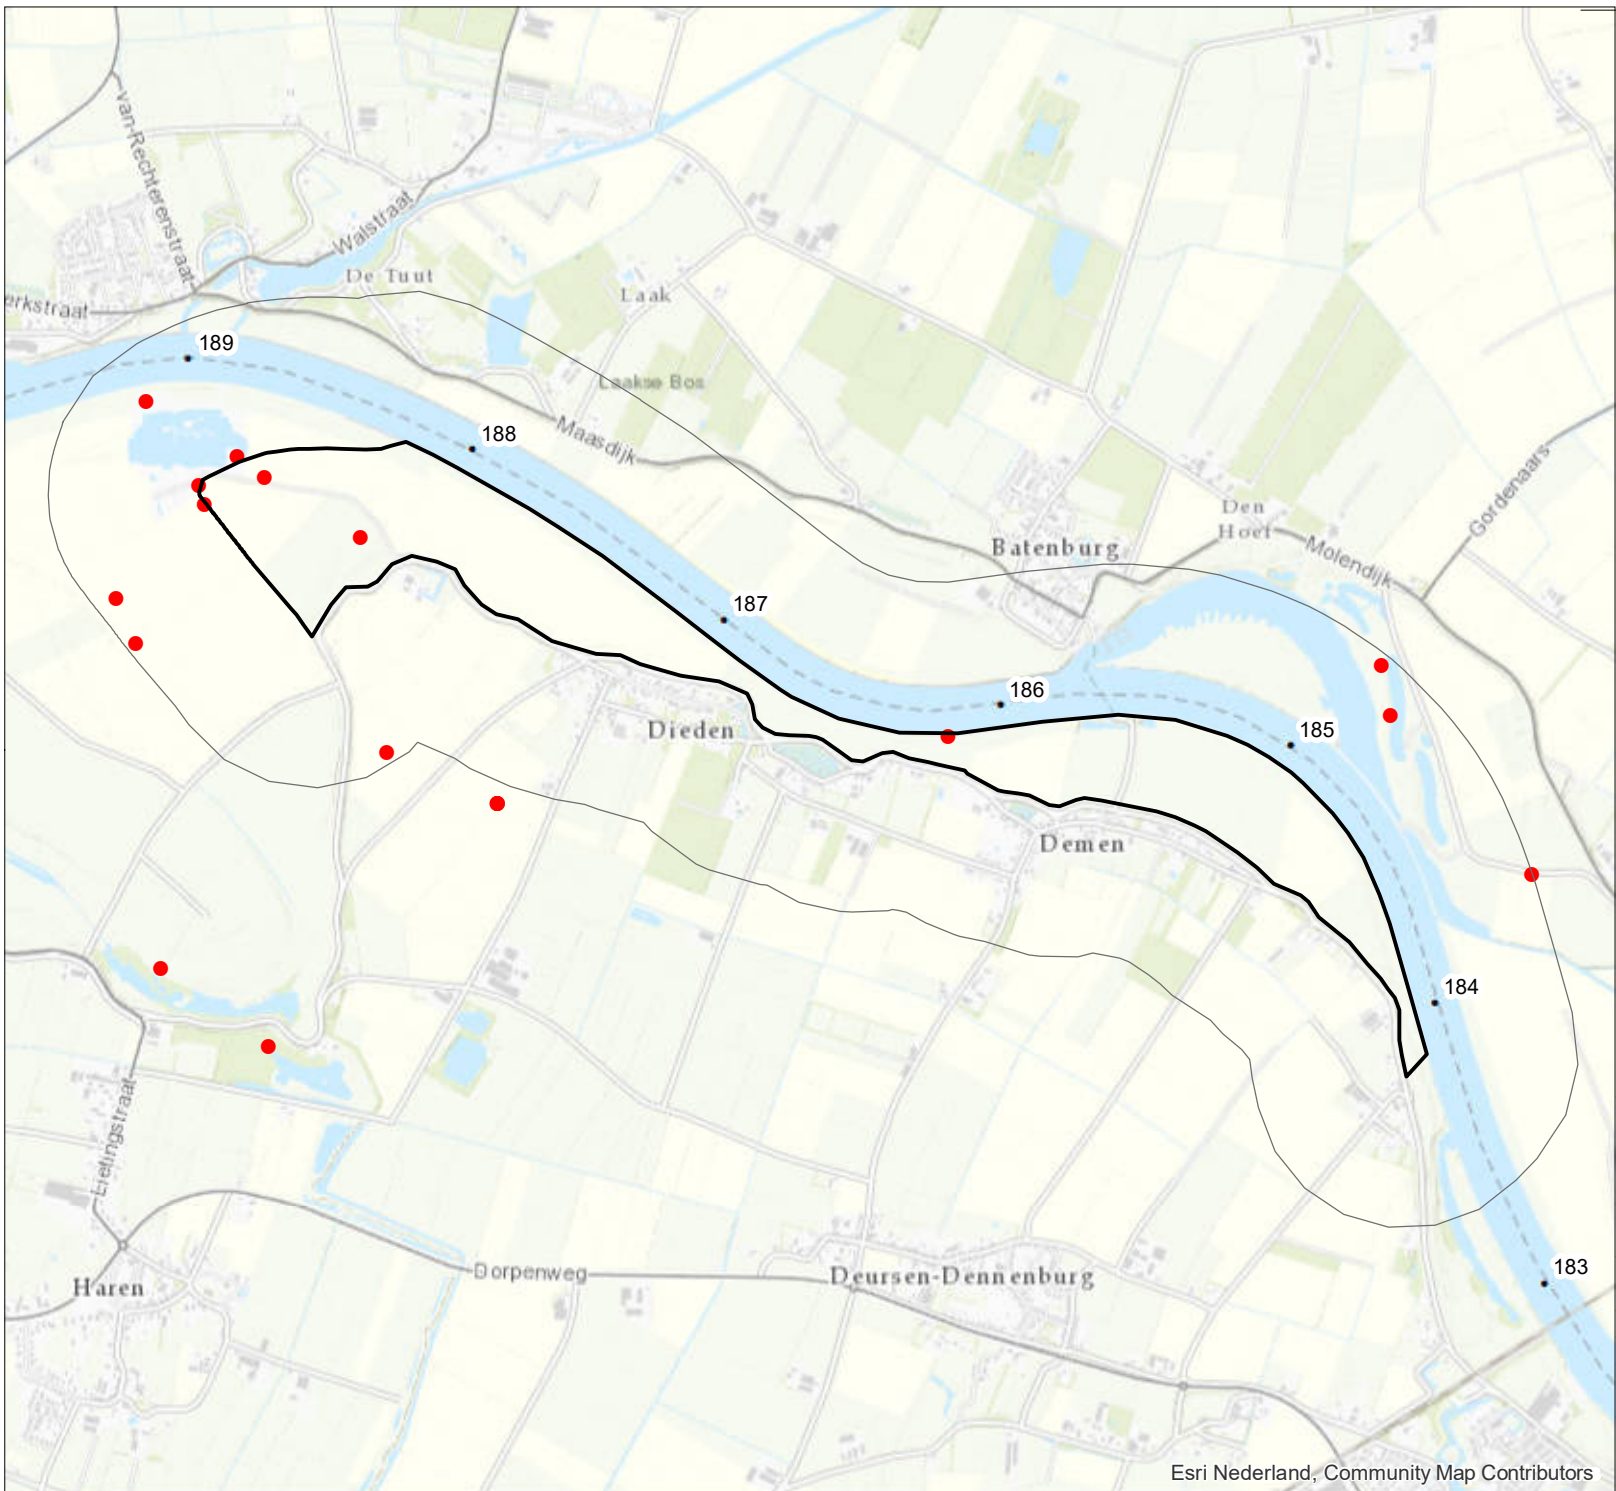 van-Rechterenstraat
Walstraat
De Tuut
erkstraat
Laak
189
Laakse Bos
188
Maasdijk
Gordenaars
Den
Hoef
Molendijk
Batenburg
187
186
185
Dieden
Demen
184
Lietingstraat
183
Dorpenweg
Deursen-Dennenburg
Haren
Esri Nederland, Community Map Contributors